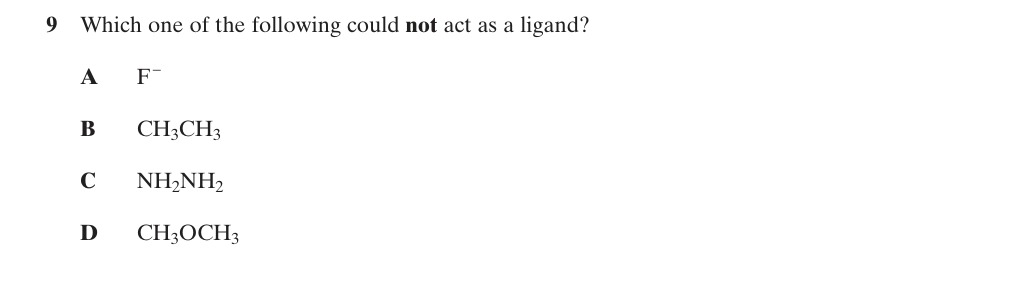 9 Which one of the following could not act as a ligand?
A F⁻
B CH₃CH₃
C NH₂NH₂
D CH₃OCH₃